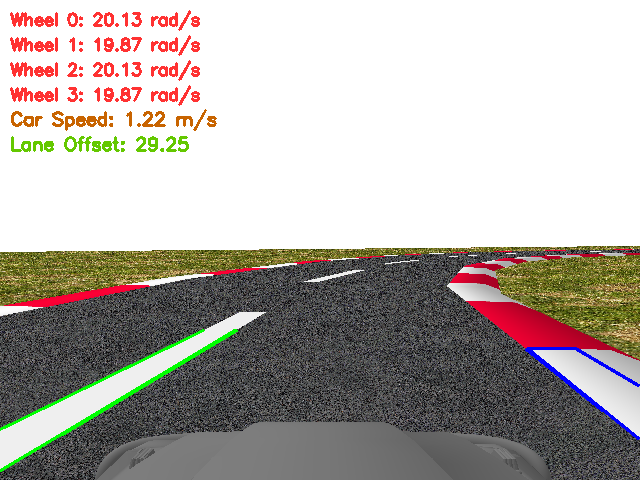 Wheel 0: 20.13 rad/s
Wheel 1: 19.87 rad/s
Wheel 2: 20.13 rad/s
Wheel 3: 19.87 rad/s
Car Speed: 1.22 m/s
Lane Offset: 29.25